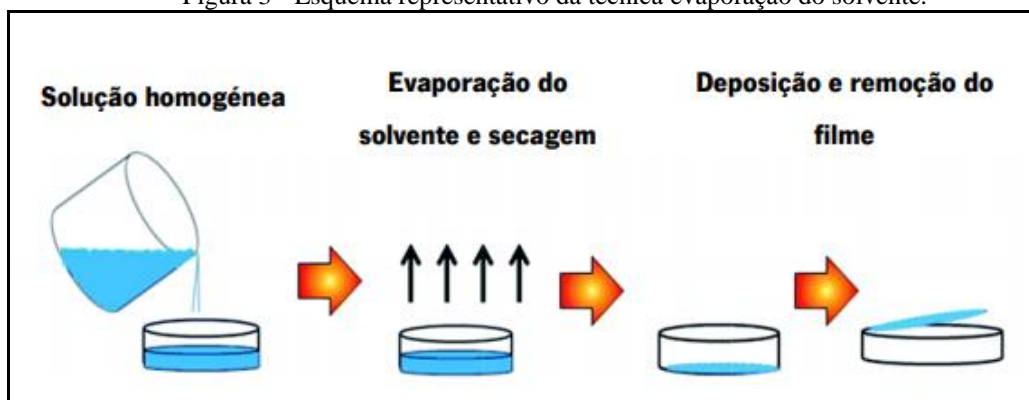 Figura 3 - Esquema representativo da técnica evaporação do solvente.
Solução homogénea
Evaporação do
solvente e secagem
Deposição e remoção do
filme